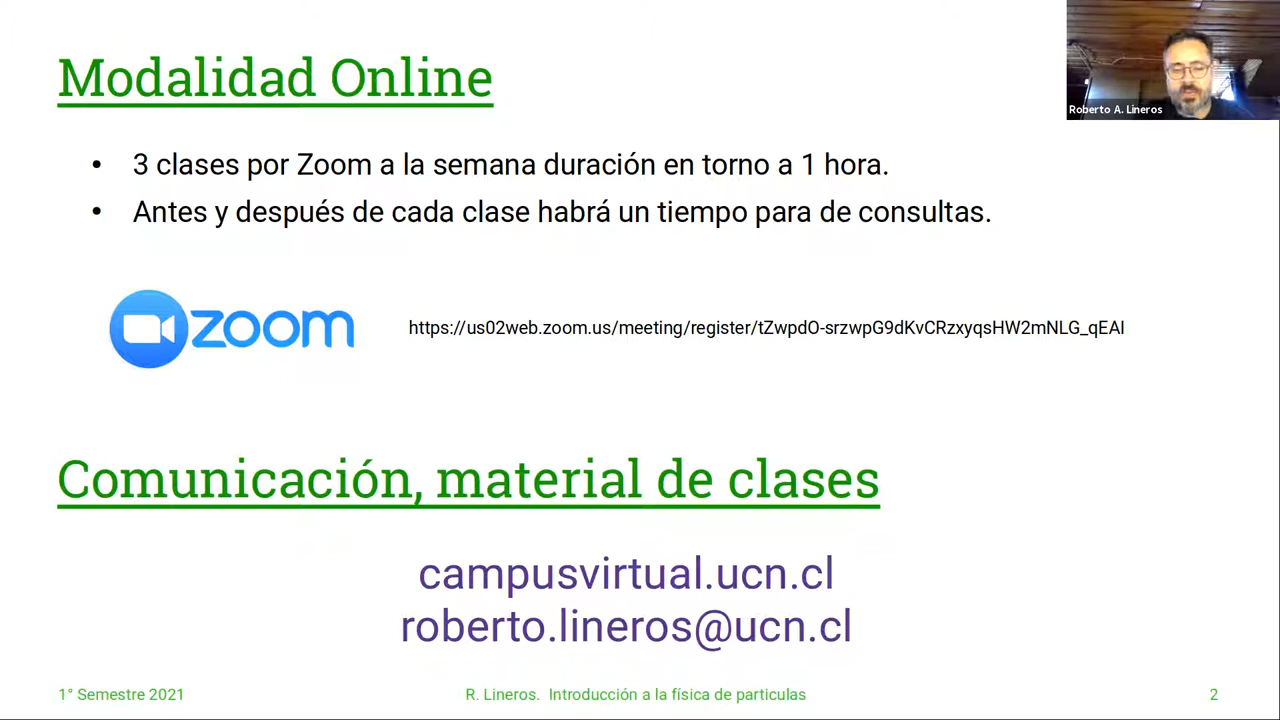 Modalidad Online
Roberto A. Lineros
• 3 clases por Zoom a la semana duración en torno a 1 hora.
• Antes y después de cada clase habrá un tiempo para de consultas.
zoom https://us02web.zoom.us/meeting/register/tZwpdO-srzwpG9dKvCRzxyqsHW2mNLG_qEAI
Comunicación, material de clases
campusvirtual.ucn.cl
roberto.lineros@ucn.cl
1° Semestre 2021 R. Lineros. Introducción a la física de particulas 2